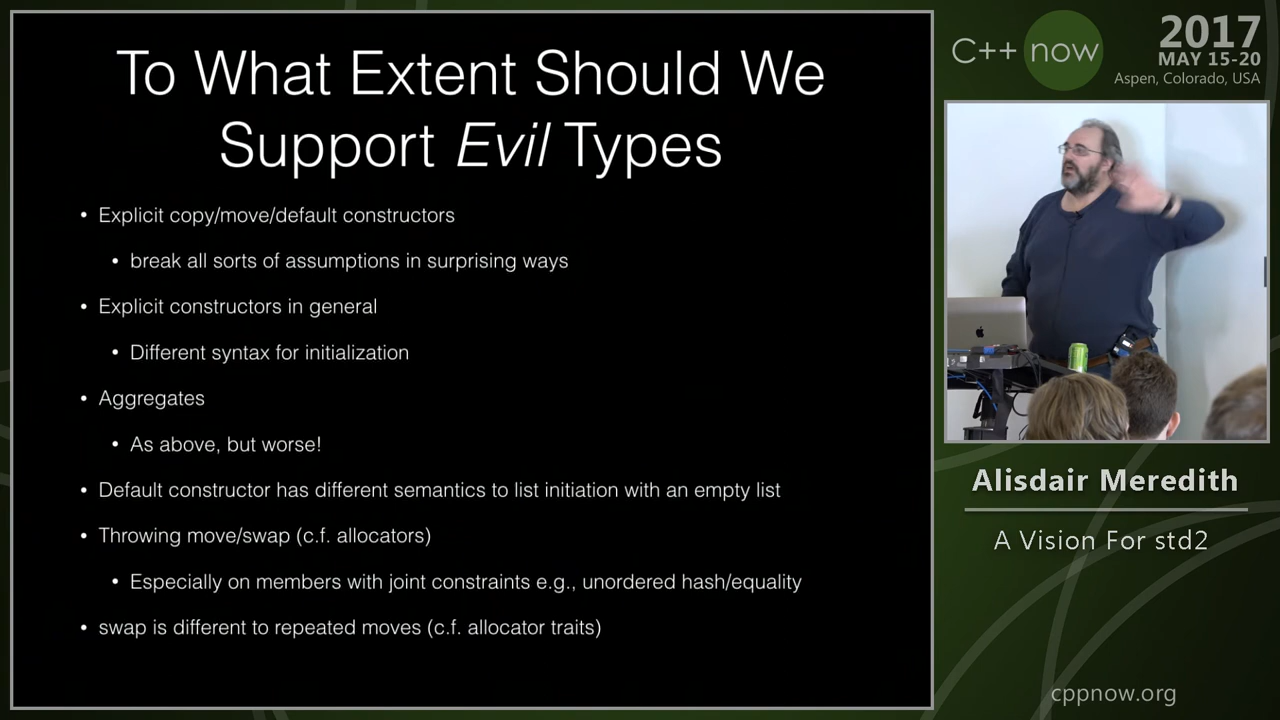 To What Extent Should We
Support Evil Types
• Explicit copy/move/default constructors
• break all sorts of assumptions in surprising ways
• Explicit constructors in general
• Different syntax for initialization
• Aggregates
• As above, but worse!
• Default constructor has different semantics to list initiation with an empty list
• Throwing move/swap (c.f. allocators)
• Especially on members with joint constraints e.g., unordered hash/equality
• swap is different to repeated moves (c.f. allocator traits)
C++ now
2017
MAY 15-20
Aspen, Colorado, USA
Alisdair Meredith
A Vision For std2
cppnow.org